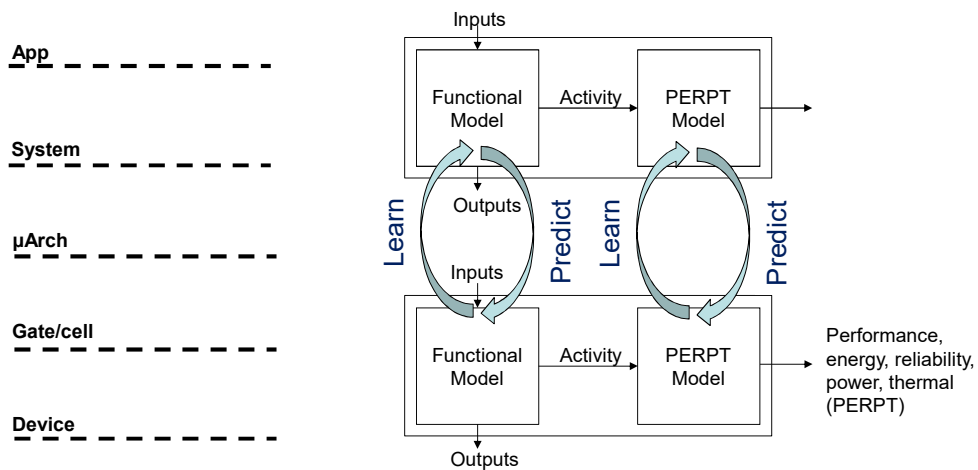 App
System
µArch
Gate/cell
Device
Inputs
Functional
Model
Activity
PERPT
Model
Outputs
Learn
Predict
Learn
Predict
Inputs
Functional
Model
Activity
PERPT
Model
Outputs
Performance,
energy, reliability,
power, thermal
(PERPT)